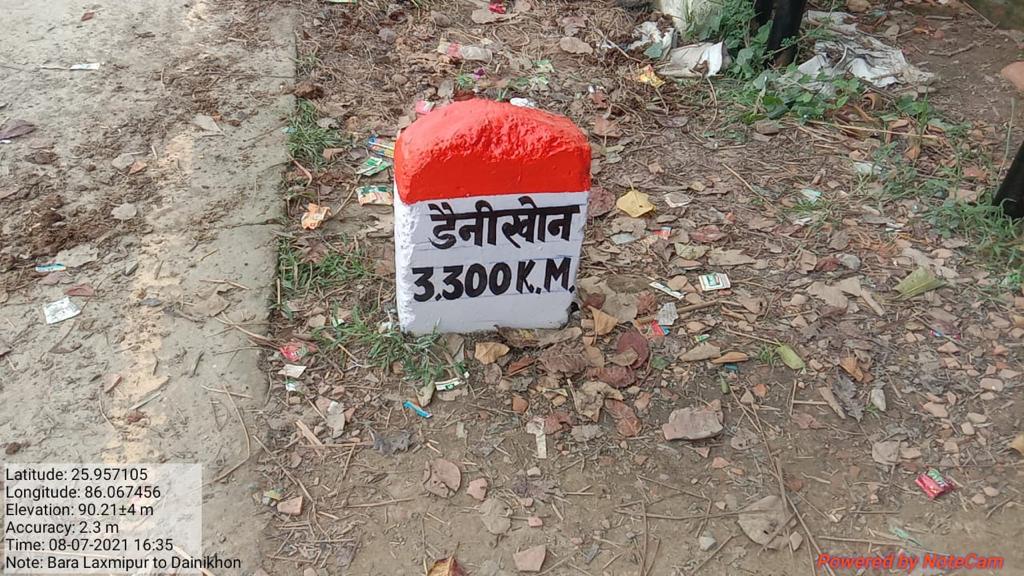 डैनीखोन
3.300 K.M.
Latitude: 25.957105
Longitude: 86.067456
Elevation: 90.21±4 m
Accuracy: 2.3 m
Time: 08-07-2021 16:35
Note: Bara Laxmipur to Dainikhon
Powered by NoteCam